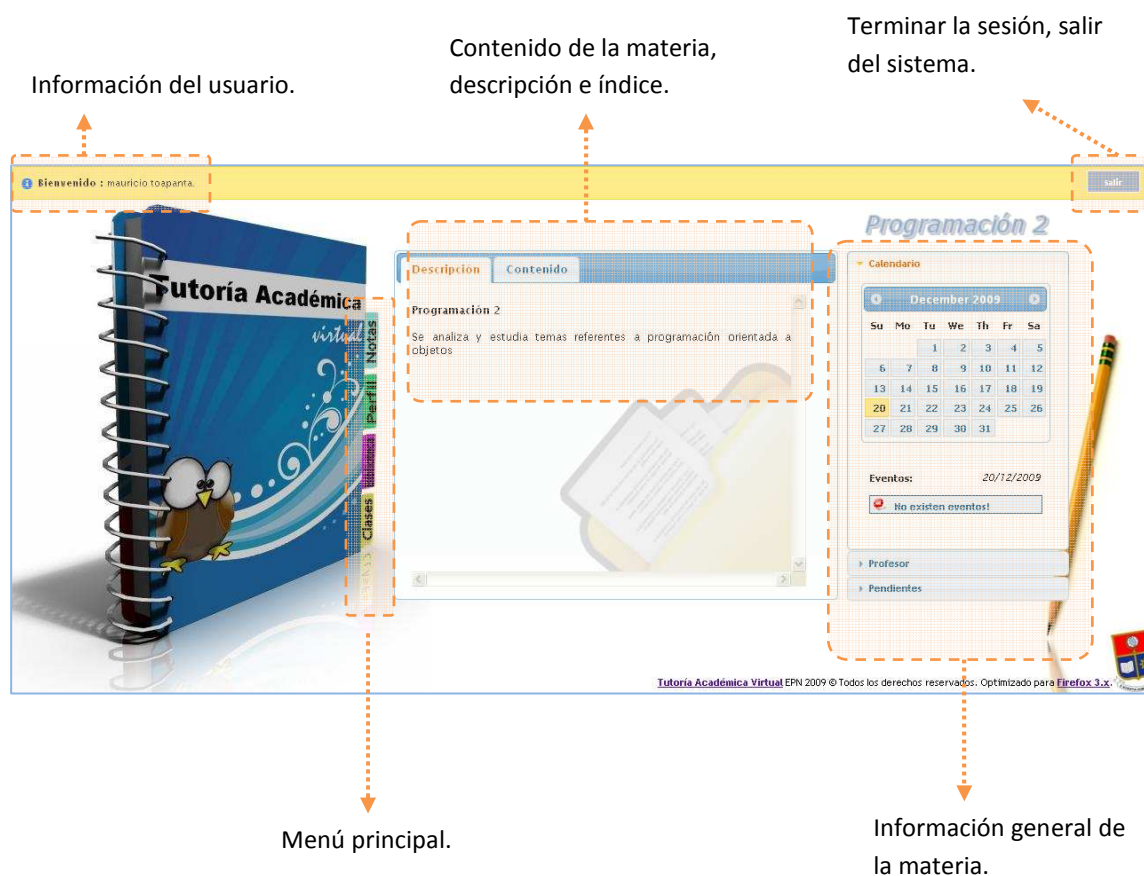 Terminar la sesión, salir
del sistema.
Contenido de la materia,
descripción e índice.
Información del usuario.
Bienvenido : mauricio toapanta.
salir
Programación 2
Tutoría Académica
virtual
Notas
Perfil
Biblioteca
Clases
Descripción
Contenido
Programación 2
Se analiza y estudia temas referentes a programación orientada a
objetos
Calendario
December 2009
Su Mo Tu We Th Fr Sa
1 2 3 4 5
6 7 8 9 10 11 12
13 14 15 16 17 18 19
20 21 22 23 24 25 26
27 28 29 30 31
Eventos: 20/12/2009
No existen eventos!
Profesor
Pendientes
Tutoría Académica Virtual EPN 2009 © Todos los derechos reservados. Optimizado para Firefox 3.x.
Menú principal.
Información general de
la materia.